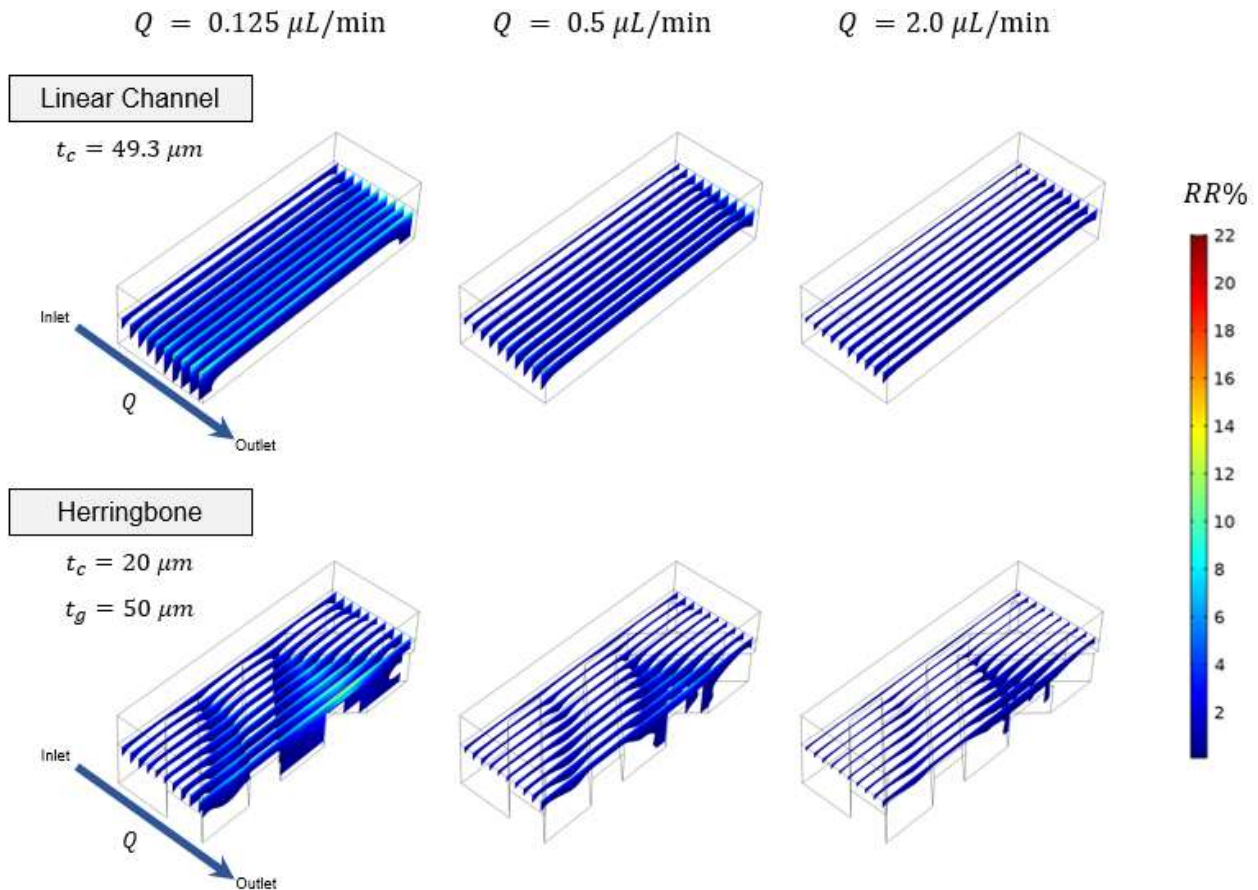 Q = 0.125 μL/min
Q = 0.5 μL/min
Q = 2.0 μL/min
Linear Channel
t_c = 49.3 μm
Inlet
Q
Outlet
RR%
22
20
18
16
14
12
10
8
6
4
2
Herringbone
t_c = 20 μm
t_g = 50 μm
Inlet
Q
Outlet